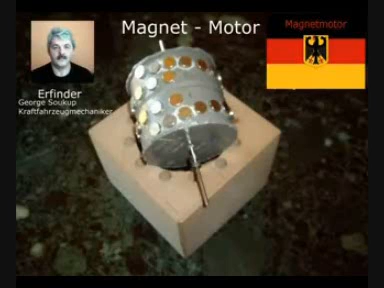 Magnet - Motor
Magnetmotor
Erfinder
George Soukup
Kraftfahrzeugmechaniker